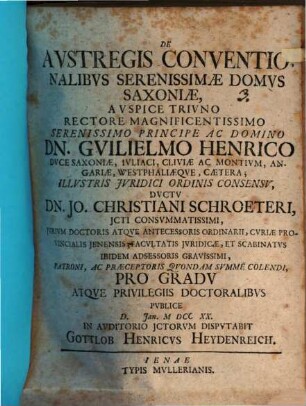 DE
AVSTREGIS CONVENTIO-
NALIBVS SERENISSIMÆ DOMVS
SAXONIÆ,
3.
AVSPICE TRIVNO
RECTORE MAGNIFICENTISSIMO
SERENISSIMO PRINCIPE AC DOMINO
DN. GVILIELMO HENRICO
DVCE SAXONIÆ, IVLIACI, CLIVIÆ AC MONTIVM, AN-
GARIÆ, WESTPHALIÆQVE, CÆTERA;
ILLVSTRIS JVRIDICI ORDINIS CONSENSV,
DVCTV
DN. JO. CHRISTIANI SCHROETERI,
JCTI CONSVMMATISSIMI,
JVRIVM DOCTORIS ATQVE ANTECESSORIS ORDINARII, CVRIÆ PRO-
VINCIALIS JENENSIS FACVLTATIS JVRIDICÆ, ET SCABINATVS
IBIDEM ADSESSORIS GRAVISSIMI,
PATRONI, AC PRÆCEPTORIS QVONDAM SVMME COLENDI,
PRO GRADV
ATQVE PRIVILEGIIS DOCTORALIBVS
PVBLICE
D. Jan. M DCC XX.
IN AVDITORIO JCTORVM DISPVTABIT
GOTTLOB HENRICVS HEYDENREICH.
IENAE
TYPIS MVLLERIANIS.